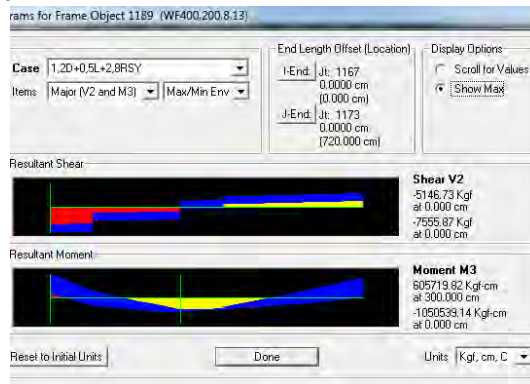 rams for Frame Object 1189 (WF400.200.8.13)
End Length Offset (Location)
Display Options
Case 1,2D+0,5L+2,8RSY
I-End: Jt: 1167
0.0000 cm
(0.000 cm)
Scroll for Values
Items Major (V2 and M3) Max/Min Env
Show Max
J-End: Jt: 1173
0.0000 cm
(720.000 cm)
Resultant Shear
Shear V2
-5146.73 Kgf
at 0.000 cm
-7555.87 Kgf
at 0.000 cm
Resultant Moment
Moment M3
605719.82 Kgf-cm
at 300.000 cm
-1050539.14 Kgf-cm
at 0.000 cm
Reset to Initial Units
Done
Units Kgf, cm, C